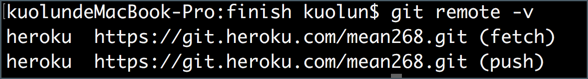 kuolundeMacBook-Pro:finish kuolun$ git remote -v
heroku  https://git.heroku.com/mean268.git (fetch)
heroku  https://git.heroku.com/mean268.git (push)